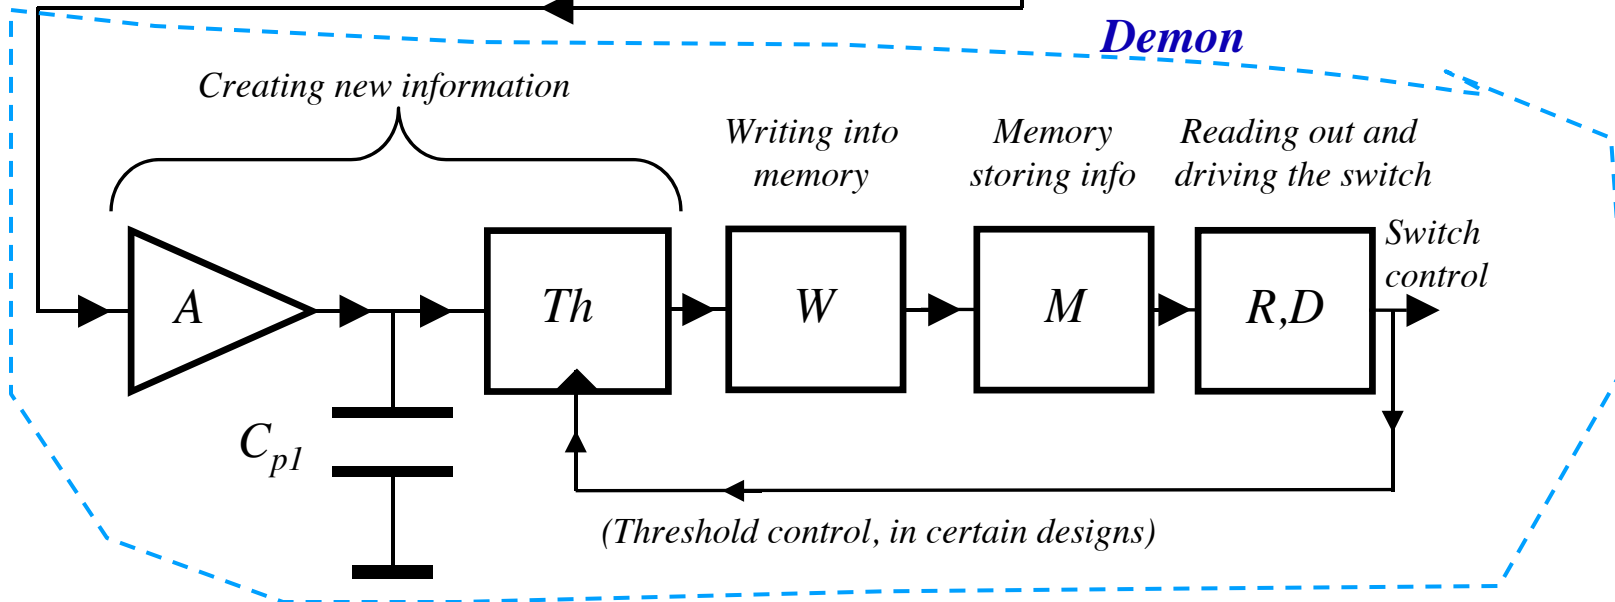 Demon
Creating new information
Writing into
memory
Memory
storing info
Reading out and
driving the switch
Switch
control
A
Th
W
M
R,D
Cp1
(Threshold control, in certain designs)